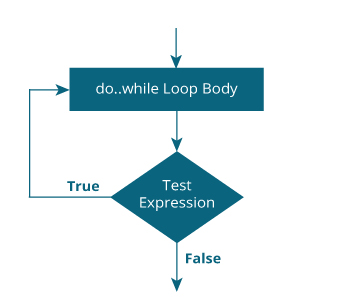 do..while Loop Body
True
Test
Expression
False